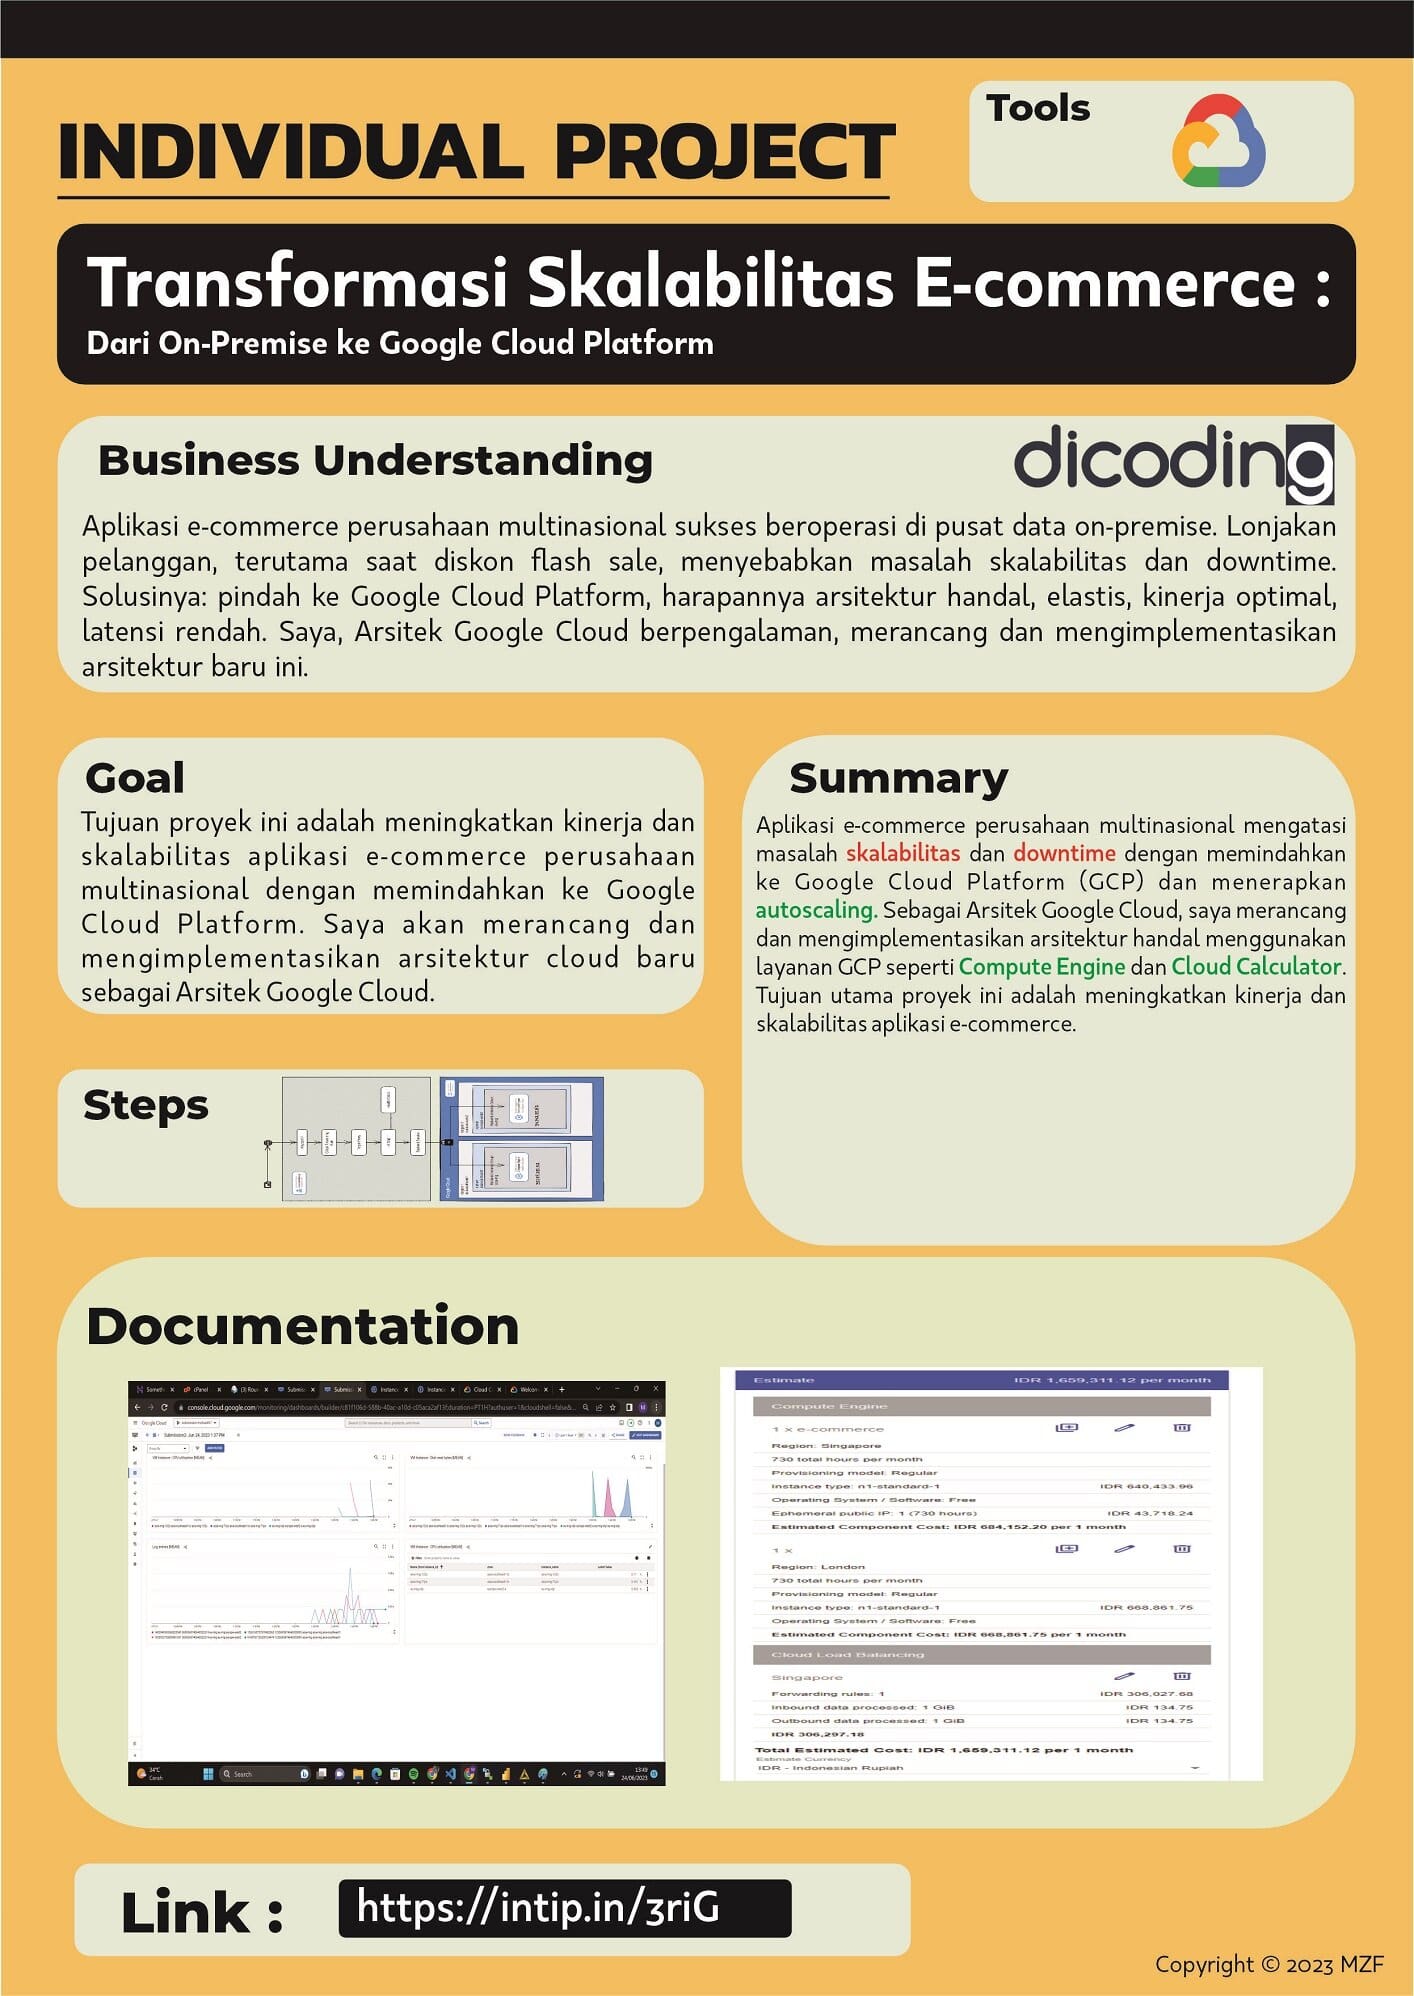 INDIVIDUAL PROJECT
Tools
Transformasi Skalabilitas E-commerce :
Dari On-Premise ke Google Cloud Platform
Business Understanding
dicoding
Aplikasi e-commerce perusahaan multinasional sukses beroperasi di pusat data on-premise. Lonjakan
pelanggan, terutama saat diskon flash sale, menyebabkan masalah skalabilitas dan downtime.
Solusinya: pindah ke Google Cloud Platform, harapannya arsitektur handal, elastis, kinerja optimal,
latensi rendah. Saya, Arsitek Google Cloud berpengalaman, merancang dan mengimplementasikan
arsitektur baru ini.
Goal
Tujuan proyek ini adalah meningkatkan kinerja dan
skalabilitas aplikasi e-commerce perusahaan
multinasional dengan memindahkan ke Google
Cloud Platform. Saya akan merancang dan
mengimplementasikan arsitektur cloud baru
sebagai Arsitek Google Cloud.
Summary
Aplikasi e-commerce perusahaan multinasional mengatasi
masalah skalabilitas dan downtime dengan memindahkan
ke Google Cloud Platform (GCP) dan menerapkan
autoscaling. Sebagai Arsitek Google Cloud, saya merancang
dan mengimplementasikan arsitektur handal menggunakan
layanan GCP seperti Compute Engine dan Cloud Calculator.
Tujuan utama proyek ini adalah meningkatkan kinerja dan
skalabilitas aplikasi e-commerce.
Steps
Documentation
Google Cloud
Search
34°C
Cerah
13:49
24/06/2023
Estimate IDR 1,659,311.12 per month
Compute Engine
1 x e-commerce
Region: Singapore
730 total hours per month
Provisioning model: Regular
Instance type: n1-standard-1 IDR 640,433.96
Operating System / Software: Free
Ephemeral public IP: 1 (730 hours) IDR 43,718.24
Estimated Component Cost: IDR 684,152.20 per 1 month
1 x
Region: London
730 total hours per month
Provisioning model: Regular
Instance type: n1-standard-1 IDR 668,861.75
Operating System / Software: Free
Estimated Component Cost: IDR 668,861.75 per 1 month
Cloud Load Balancing
Singapore
Forwarding rules: 1 IDR 306,027.68
Inbound data processed: 1 GiB IDR 134.75
Outbound data processed: 1 GiB IDR 134.75
IDR 306,297.18
Total Estimated Cost: IDR 1,659,311.12 per 1 month
Estimate Currency
IDR - Indonesian Rupiah
Link :
https://intip.in/3riG
Copyright © 2023 MZF